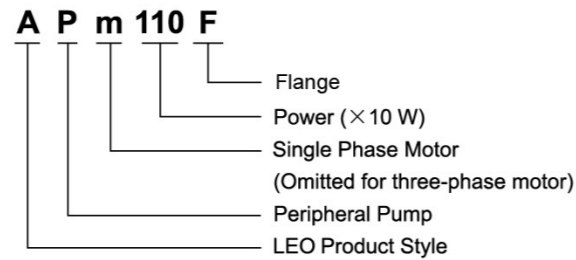 A P m 110 F
Flange
Power (×10 W)
Single Phase Motor
(Omitted for three-phase motor)
Peripheral Pump
LEO Product Style